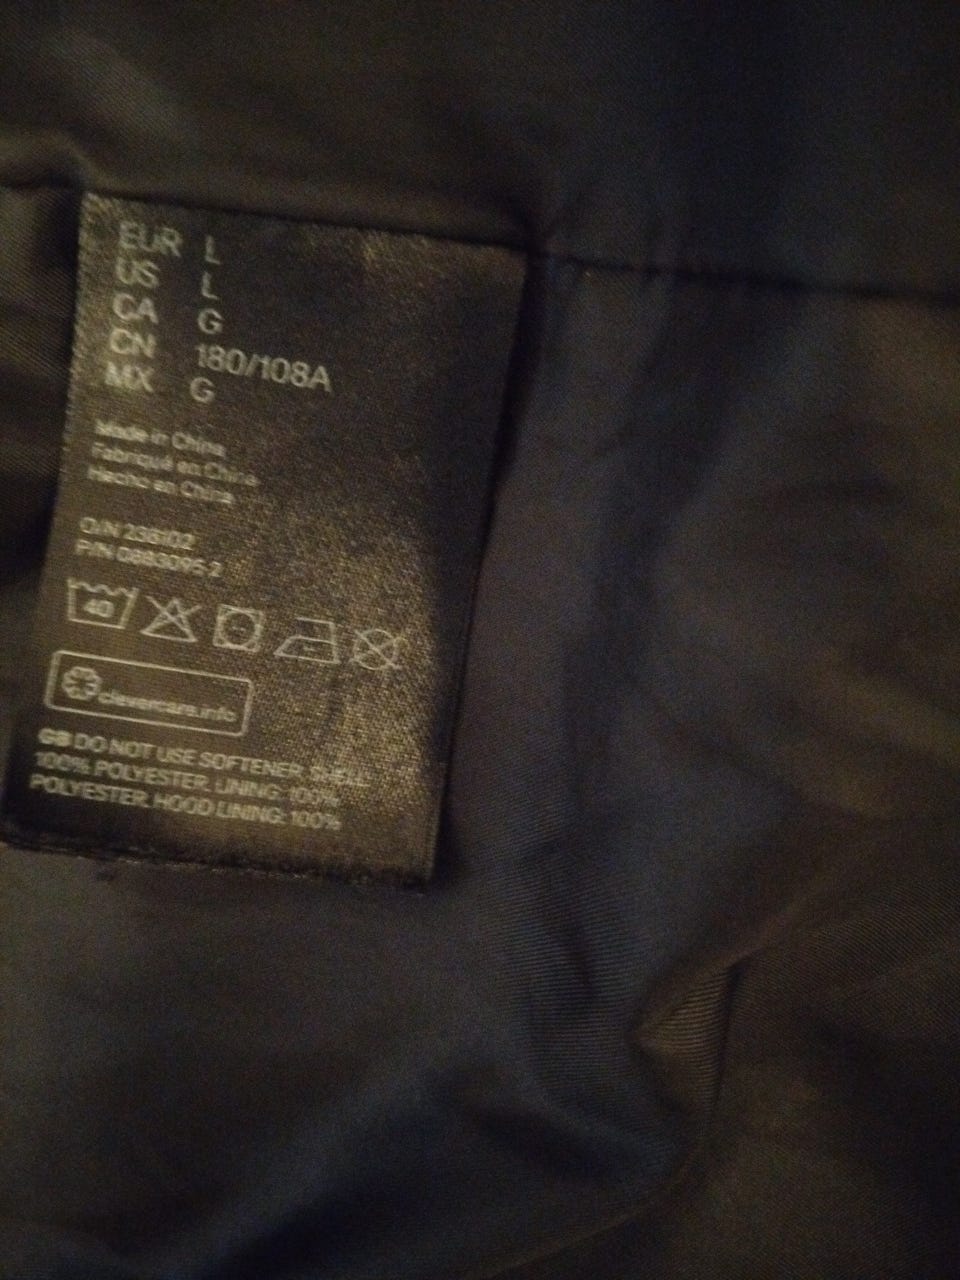 EUR L
US L
CA G
CN 180/108A
MX G
Made in China
Fabriqué en Chine
Hecho en China
O/N 238102
P/N 0883095 2
40
clevercare.info
GB DO NOT USE SOFTENER. SHELL:
100% POLYESTER. LINING: 100%
POLYESTER. HOOD LINING: 100%